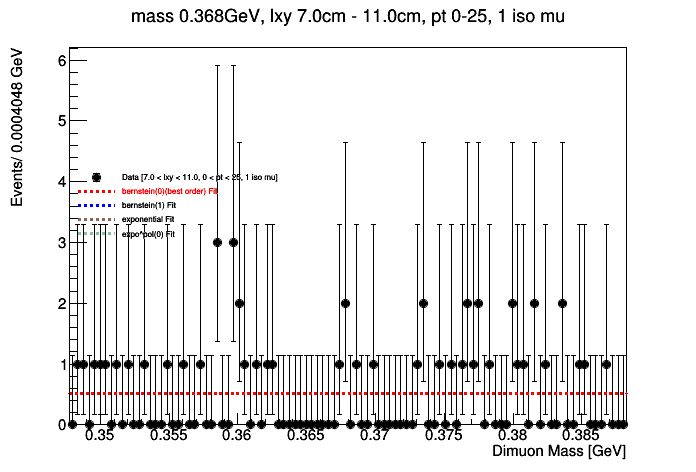 mass 0.368GeV, lxy 7.0cm - 11.0cm, pt 0-25, 1 iso mu
Events/ 0.0004048 GeV
6
5
4
3
2
1
0
Data [7.0 < lxy < 11.0, 0 < pt < 25, 1 iso mu]
bernstein(0)(best order) Fit
bernstein(1) Fit
exponential Fit
expo*pol(0) Fit
0.35 0.355 0.36 0.365 0.37 0.375 0.38 0.385
Dimuon Mass [GeV]